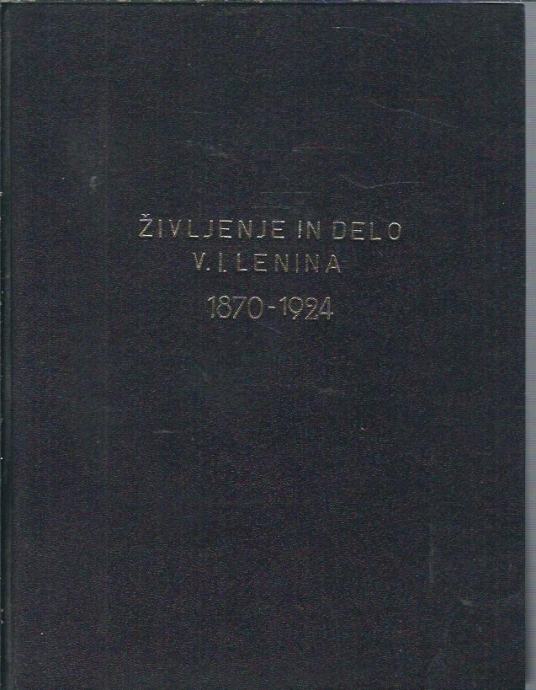 ŽIVLJENJE IN DELO
V. I. LENINA
1870-1924